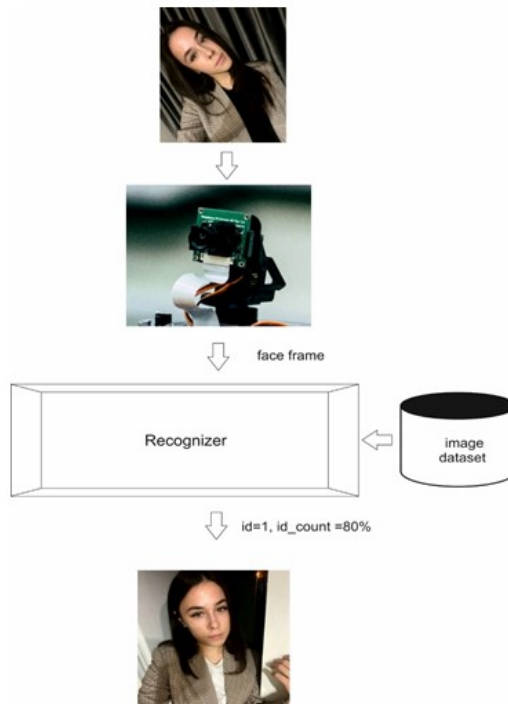 face frame
Recognizer
image
dataset
id=1, id_count =80%